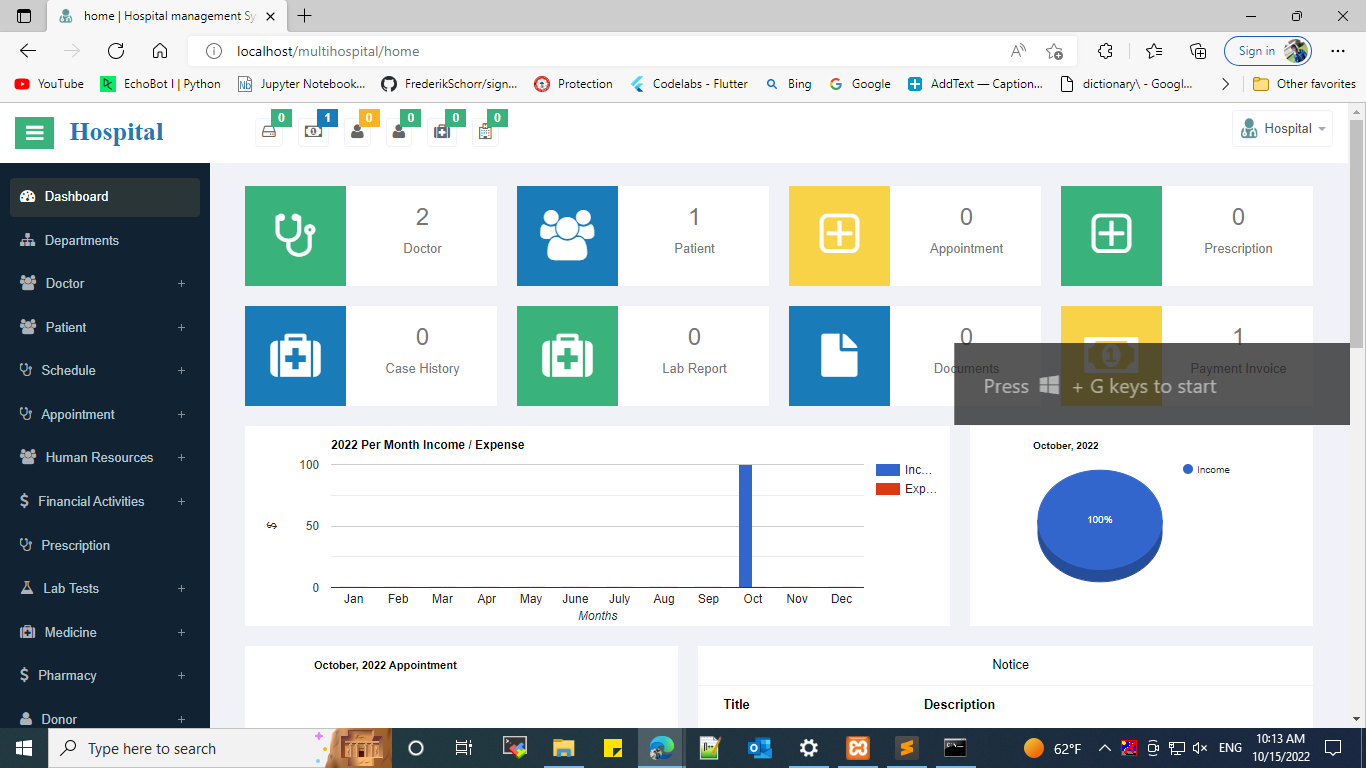 home | Hospital management Sy
localhost/multihospital/home
Sign in
YouTube
EchoBot I | Python
Jupyter Notebook...
FrederikSchorr/sign...
Protection
Codelabs - Flutter
Bing
Google
AddText — Caption...
dictionary\ - Googl...
Other favorites
Hospital
0
1
0
0
0
0
Hospital
Dashboard
Departments
Doctor +
Patient +
Schedule +
Appointment +
Human Resources +
$ Financial Activities +
Prescription
Lab Tests +
Medicine +
$ Pharmacy +
Donor +
2
Doctor
1
Patient
0
Appointment
0
Prescription
0
Case History
0
Lab Report
0
Documents
1
Payment Invoice
Press + G keys to start
2022 Per Month Income / Expense
100
50
0
$
Jan Feb Mar Apr May June July Aug Sep Oct Nov Dec
Months
Inc...
Exp...
October, 2022
100%
Income
October, 2022 Appointment
Notice
Title Description
Type here to search
62°F
ENG
10:13 AM
10/15/2022